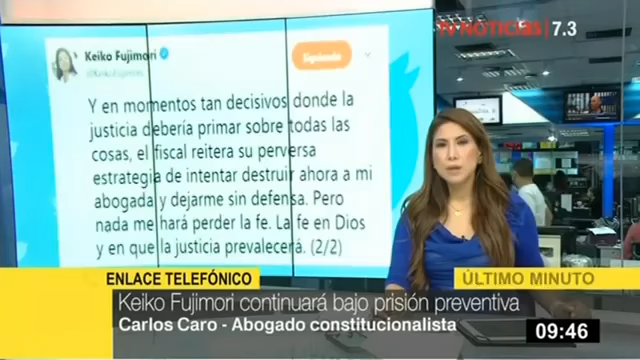 tvNOTICIAS | 7.3
Keiko Fujimori
@KeikoFujimori
Siguiendo
Y en momentos tan decisivos donde la
justicia debería primar sobre todas las
cosas, el fiscal reitera su perversa
estrategia de intentar destruir ahora a mi
abogada y dejarme sin defensa. Pero
nada me hará perder la fe. La fe en Dios
y en que la justicia prevalecerá. (2/2)
ENLACE TELEFÓNICO
ÚLTIMO MINUTO
Keiko Fujimori continuará bajo prisión preventiva
Carlos Caro - Abogado constitucionalista
09:46